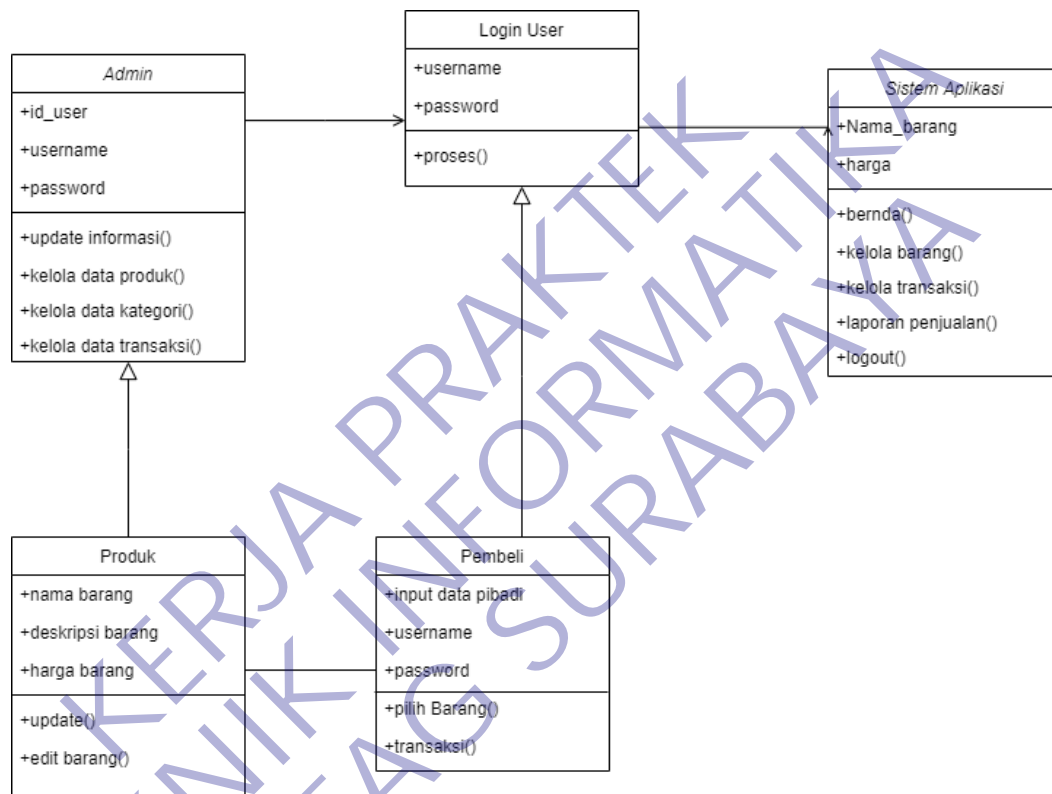 Login User
+username
+password
+proses()
Admin
+id_user
+username
+password
+update informasi()
+kelola data produk()
+kelola data kategori()
+kelola data transaksi()
Sistem Aplikasi
+Nama_barang
+harga
+bernda()
+kelola barang()
+kelola transaksi()
+laporan penjualan()
+logout()
Produk
+nama barang
+deskripsi barang
+harga barang
+update()
+edit barang()
Pembeli
+input data pibadi
+username
+password
+pilih Barang()
+transaksi()
KERJA PRAKTEK
NIK INFORMATIKA
AG SURABAYA